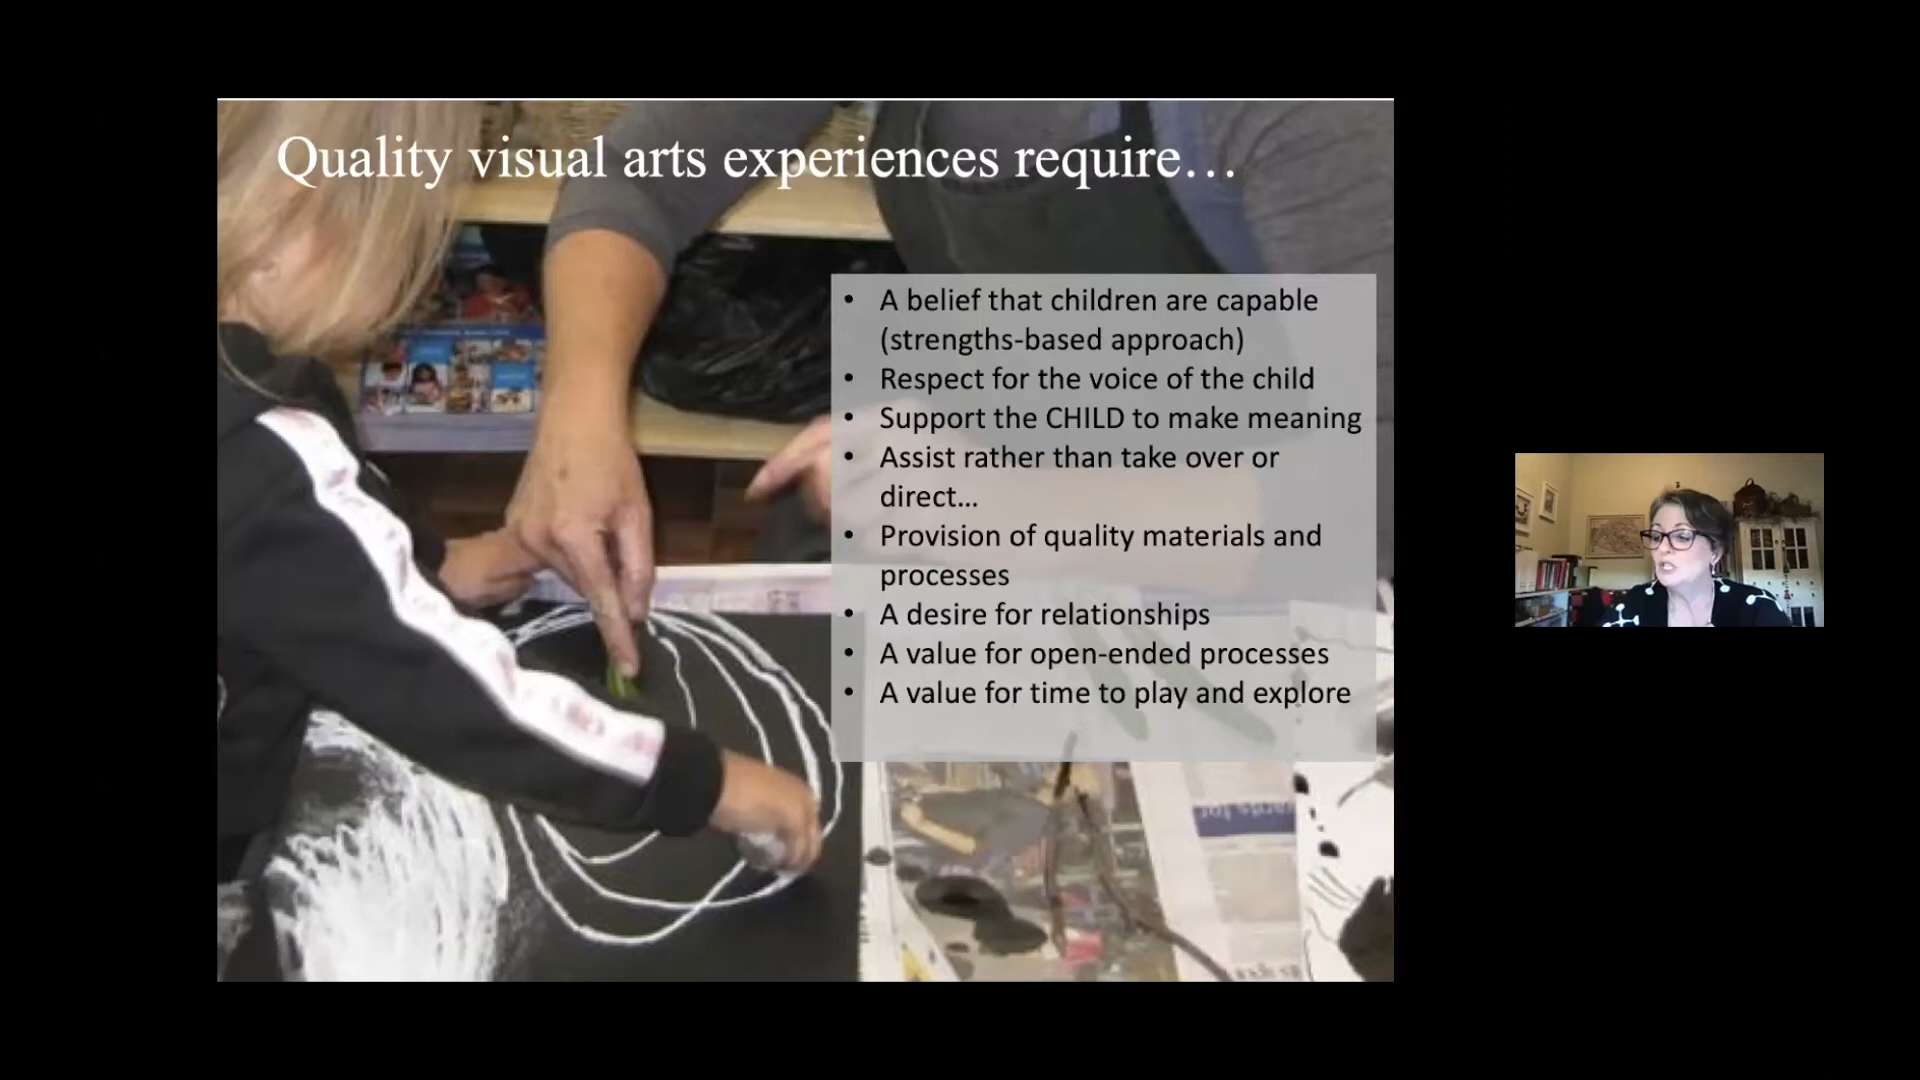 Quality visual arts experiences require…
• A belief that children are capable
(strengths-based approach)
• Respect for the voice of the child
• Support the CHILD to make meaning
• Assist rather than take over or
direct…
• Provision of quality materials and
processes
• A desire for relationships
• A value for open-ended processes
• A value for time to play and explore